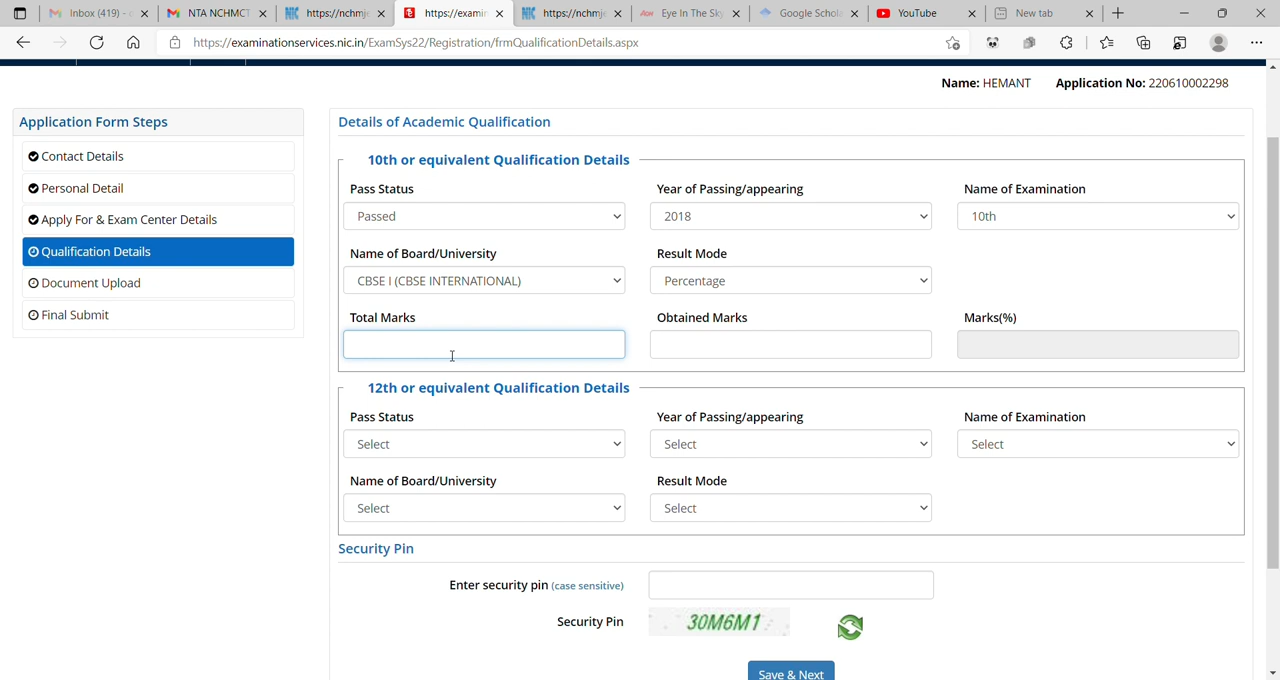 Inbox (419) - c
NTA NCHMCT
https://nchmje
https://examin
https://nchmje
Eye In The Sky
Google Schola
YouTube
New tab
https://examinationservices.nic.in/ExamSys22/Registration/frmQualificationDetails.aspx
Name: HEMANT Application No: 220610002298
Application Form Steps
Contact Details
Personal Detail
Apply For & Exam Center Details
Qualification Details
Document Upload
Final Submit
Details of Academic Qualification
10th or equivalent Qualification Details
Pass Status Year of Passing/appearing Name of Examination
Passed 2018 10th
Name of Board/University Result Mode
CBSE I (CBSE INTERNATIONAL) Percentage
Total Marks Obtained Marks Marks(%)
12th or equivalent Qualification Details
Pass Status Year of Passing/appearing Name of Examination
Select Select Select
Name of Board/University Result Mode
Select Select
Security Pin
Enter security pin (case sensitive)
Security Pin 30M6M1
Save & Next